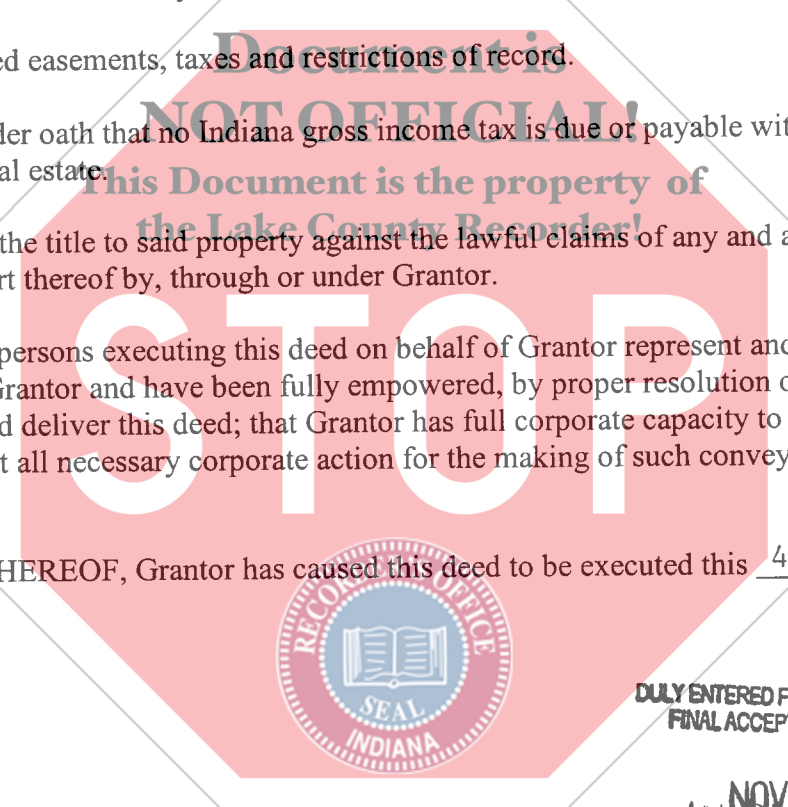 ed easements, taxes and restrictions of record.
Document is
NOT OFFICIAL!
der oath that no Indiana gross income tax is due or payable wit
al estate.
This Document is the property of
the Lake County Recorder!
the title to said property against the lawful claims of any and a
rt thereof by, through or under Grantor.
STOP
persons executing this deed on behalf of Grantor represent and
Grantor and have been fully empowered, by proper resolution o
d deliver this deed; that Grantor has full corporate capacity to
t all necessary corporate action for the making of such convey
HEREOF, Grantor has caused this deed to be executed this 4
RECORDER'S OFFICE
SEAL
INDIANA
DULY ENTERED F
FINAL ACCEP
NOV